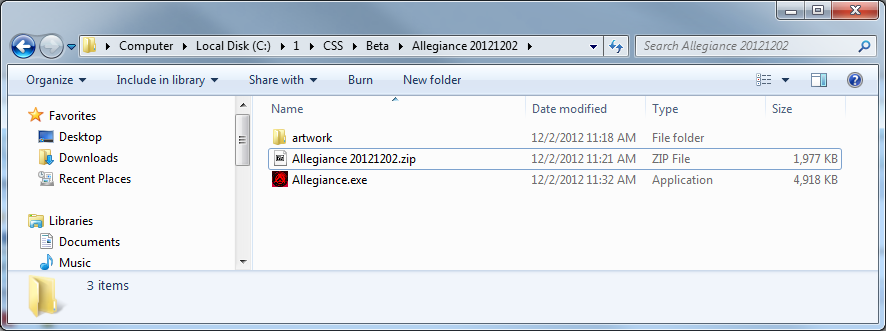 Computer Local Disk (C:) 1 CSS Beta Allegiance 20121202 Search Allegiance 20121202
Organize Include in library Share with Burn New folder
Favorites
Desktop
Downloads
Recent Places
Libraries
Documents
Music
Name Date modified Type Size
artwork 12/2/2012 11:18 AM File folder
Allegiance 20121202.zip 12/2/2012 11:21 AM ZIP File 1,977 KB
Allegiance.exe 12/2/2012 11:32 AM Application 4,918 KB
3 items